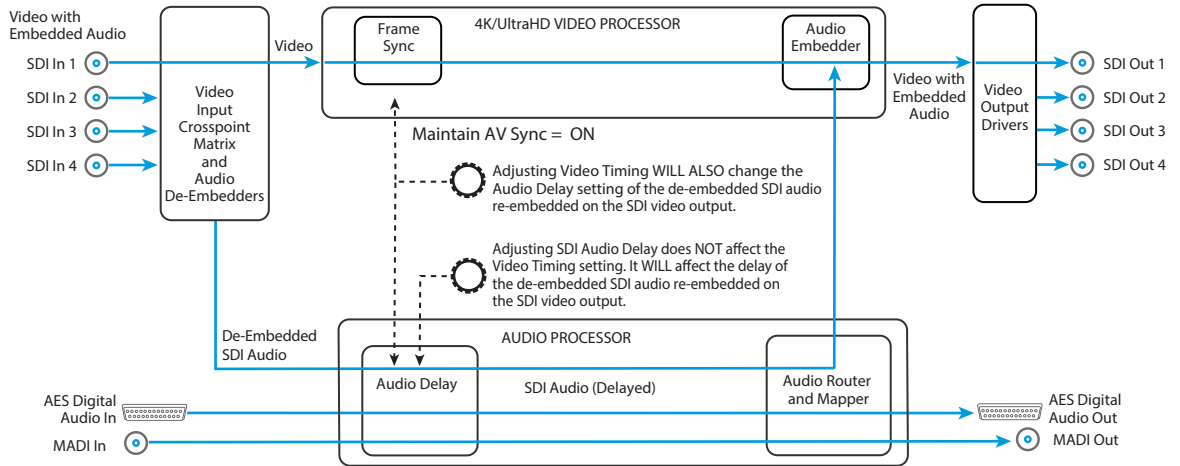 Video with
Embedded Audio
SDI In 1
SDI In 2
SDI In 3
SDI In 4
Video
Input
Crosspoint
Matrix
and
Audio
De-Embedders
Video
4K/UltraHD VIDEO PROCESSOR
Frame
Sync
Audio
Embedder
Video with
Embedded
Audio
Video
Output
Drivers
SDI Out 1
SDI Out 2
SDI Out 3
SDI Out 4
Maintain AV Sync = ON
Adjusting Video Timing WILL ALSO change the
Audio Delay setting of the de-embedded SDI audio
re-embedded on the SDI video output.
Adjusting SDI Audio Delay does NOT affect the
Video Timing setting. It WILL affect the delay of
the de-embedded SDI audio re-embedded on
the SDI video output.
De-Embedded
SDI Audio
AUDIO PROCESSOR
Audio Delay
SDI Audio (Delayed)
Audio Router
and Mapper
AES Digital
Audio In
MADI In
AES Digital
Audio Out
MADI Out